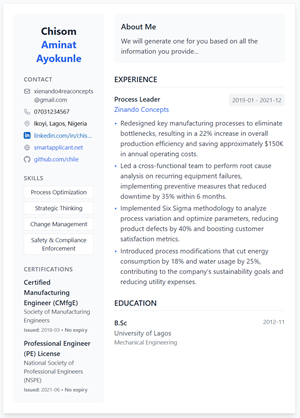 Chisom
Aminat
Ayokunle
CONTACT
xienando4reaconcepts
@gmail.com
07031234567
Ikoyi, Lagos, Nigeria
linkedin.com/in/chis...
smartapplicant.net
github.com/chile
SKILLS
Process Optimization
Strategic Thinking
Change Management
Safety & Compliance
Enforcement
CERTIFICATIONS
Certified
Manufacturing
Engineer (CMfgE)
Society of Manufacturing
Engineers
Issued: 2018-03 • No expiry
Professional Engineer
(PE) License
National Society of
Professional Engineers
(NSPE)
Issued: 2021-06 • No expiry
About Me
We will generate one for you based on all the
information you provide...
EXPERIENCE
Process Leader
2019-01 - 2021-12
Zinando Concepts
• Redesigned key manufacturing processes to eliminate
bottlenecks, resulting in a 22% increase in overall
production efficiency and saving approximately $150K
in annual operating costs.
• Led a cross-functional team to perform root cause
analysis on recurring equipment failures,
implementing preventive measures that reduced
downtime by 35% within 6 months.
• Implemented Six Sigma methodology to analyze
process variation and optimize parameters, reducing
product defects by 40% and boosting customer
satisfaction metrics.
• Introduced process modifications that cut energy
consumption by 18% and water usage by 25%,
contributing to the company's sustainability goals and
reducing utility expenses.
EDUCATION
B.Sc
2012-11
University of Lagos
Mechanical Engineering